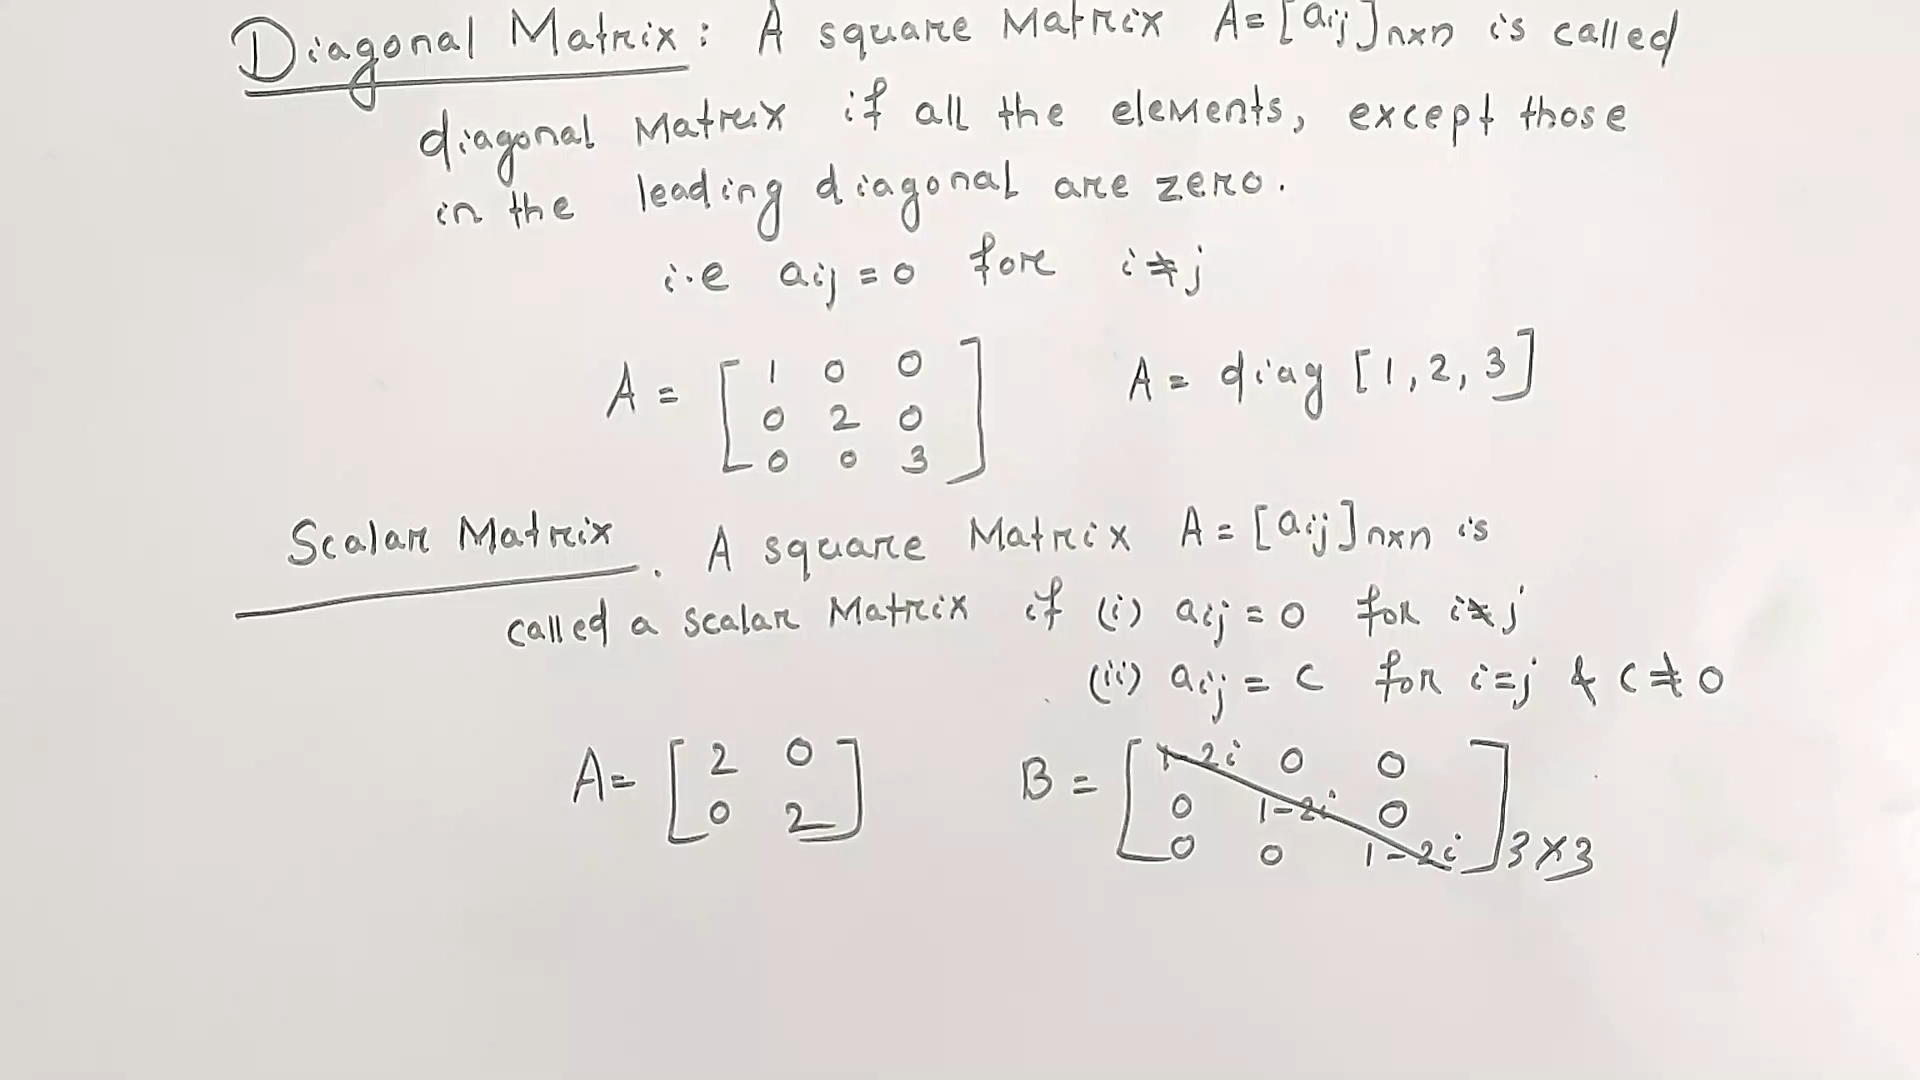 Diagonal Matrix: A square Matrix A=[aij]nxn is called
diagonal Matrix if all the elements, except those
in the leading diagonal are zero.
i.e aij = 0 for i≠j
A = [1 0 0 A = diag [1, 2, 3]
0 2 0
0 0 3]
Scalar Matrix. A square Matrix A = [aij]nxn is
called a scalar Matrix if (i) aij = 0 for i≠j
(ii) aij = c for i=j & c≠0
A = [2 0 B = [1-2i 0 0
0 2] 0 1-2i 0
0 0 1-2i]3×3